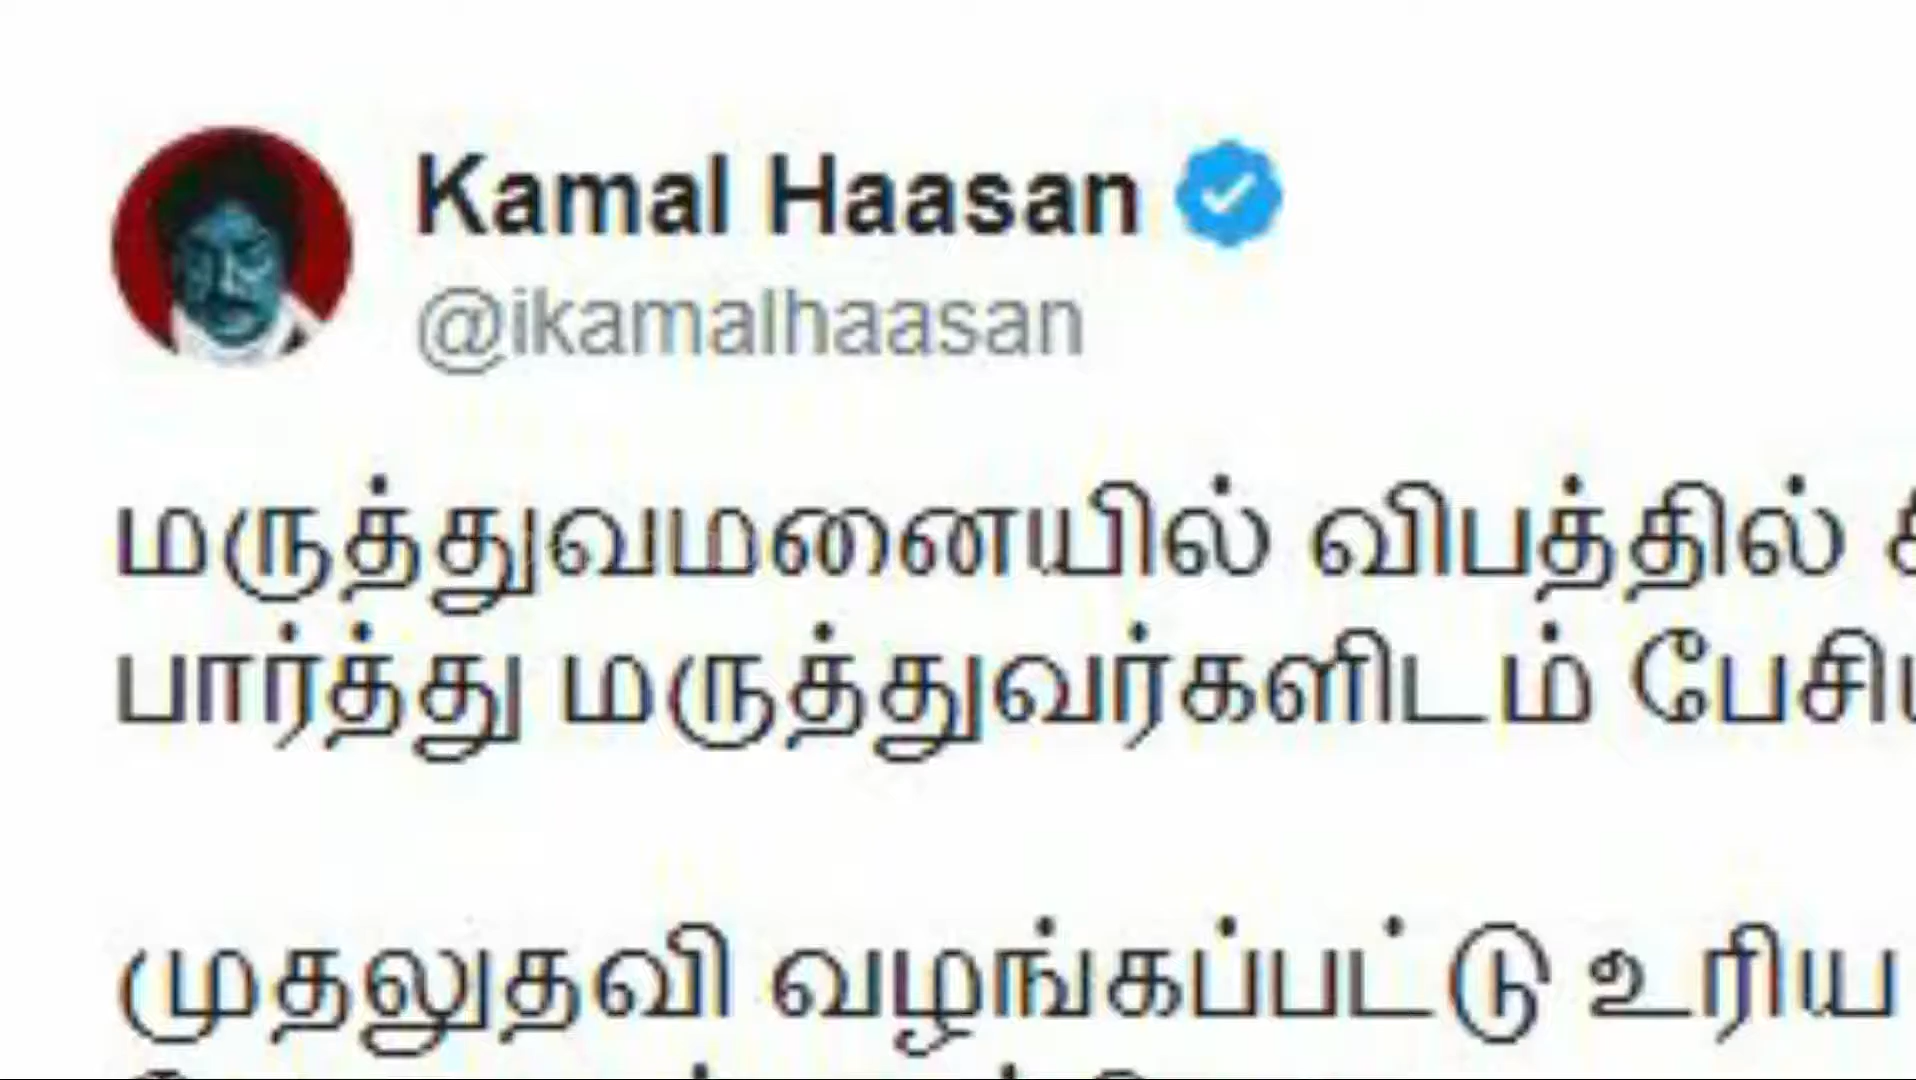 Kamal Haasan
@ikamalhaasan
மருத்துவமனையில் விபத்தில்
பார்த்து மருத்துவர்களிடம்
முதலுதவி வழங்கப்பட்டு உரிய